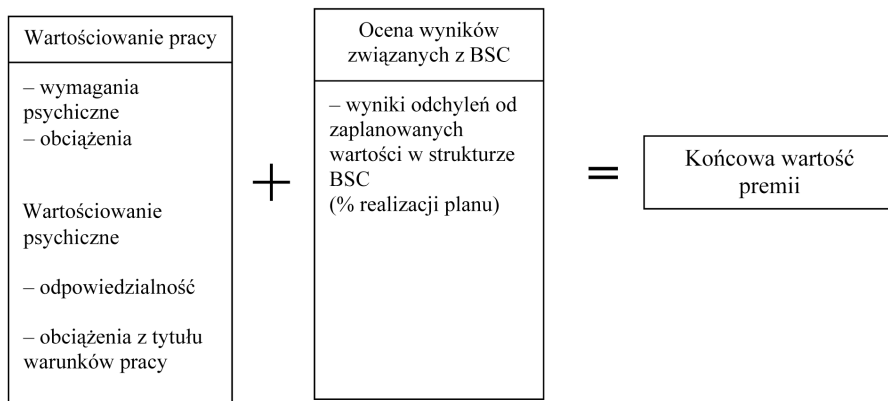 Wartościowanie pracy
– wymagania
psychiczne
– obciążenia
Wartościowanie
psychiczne
– odpowiedzialność
– obciążenia z tytułu
warunków pracy
+
Ocena wyników
związanych z BSC
– wyniki odchyleń od
zaplanowanych
wartości w strukturze
BSC
(% realizacji planu)
=
Końcowa wartość
premii